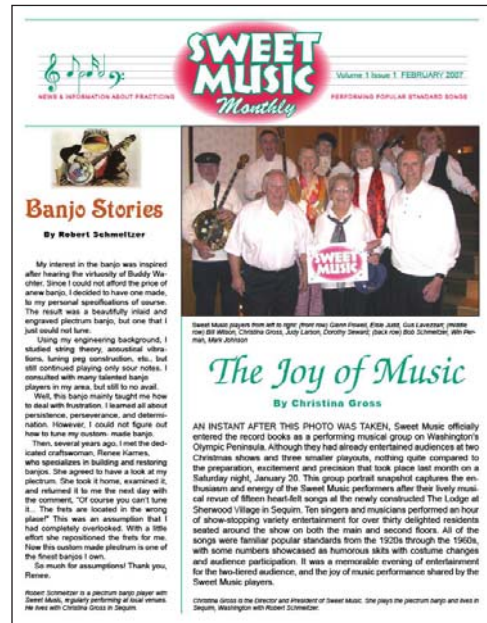 SWEET
MUSIC
Monthly
Volume 1 Issue 1 FEBRUARY 2007
NEWS & INFORMATION ABOUT PRACTICING
PERFORMING POPULAR STANDARD SONGS
Banjo Stories
By Robert Schmeltzer
My interest in the banjo was inspired
after hearing the virtuosity of Buddy Wa-
chter. Since I could not afford the price of
anew banjo, I decided to have one made,
to my personal specifications of course.
The result was a beautifully inlaid and
engraved plectrum banjo, but one that I
just could not tune.
Using my engineering background, I
studied string theory, acoustical vibra-
tions, tuning peg construction, etc., but
still continued playing only sour notes. I
consulted with many talented banjo
players in my area, but still to no avail.
Well, this banjo mainly taught me how
to deal with frustration. I learned all about
persistence, perseverance, and determi-
nation. However, I could not figure out
how to tune my custom- made banjo.
Then, several years ago, I met the ded-
icated craftswoman, Renee Karnes,
who specializes in building and restoring
banjos. She agreed to have a look at my
plectrum. She took it home, examined it,
and returned it to me the next day with
the comment, "Of course you can't tune
it... The frets are located in the wrong
place!" This was an assumption that I
had completely overlooked. With a little
effort she repositioned the frets for me.
Now this custom made plectrum is one of
the finest banjos I own.
So much for assumptions! Thank you,
Renee.
Robert Schmeltzer is a plectrum banjo player with
Sweet Music, regularly performing at local venues.
He lives with Christina Gross in Sequim.
SWEET
MUSIC
Sweet Music players from left to right: (front row) Glenn Powell, Elsie Judd, Gus Lavezzari; (middle
row) Bill Wilson, Christina Gross, Judy Larson, Dorothy Steward; (back row) Bob Schmeltzer, Win Per-
man, Mark Johnson
The Joy of Music
By Christina Gross
AN INSTANT AFTER THIS PHOTO WAS TAKEN, Sweet Music officially
entered the record books as a performing musical group on Washington's
Olympic Peninsula. Although they had already entertained audiences at two
Christmas shows and three smaller playouts, nothing quite compared to
the preparation, excitement and precision that took place last month on a
Saturday night, January 20. This group portrait snapshot captures the en-
thusiasm and energy of the Sweet Music performers after their lively musi-
cal revue of fifteen heart-felt songs at the newly constructed The Lodge at
Sherwood Village in Sequim. Ten singers and musicians performed an hour
of show-stopping variety entertainment for over thirty delighted residents
seated around the show on both the main and second floors. All of the
songs were familiar popular standards from the 1920s through the 1960s,
with some numbers showcased as humorous skits with costume changes
and audience participation. It was a memorable evening of entertainment
for the two-tiered audience, and the joy of music performance shared by the
Sweet Music players.
Christina Gross is the Director and President of Sweet Music. She plays the plectrum banjo and lives in
Sequim, Washington with Robert Schmeltzer.